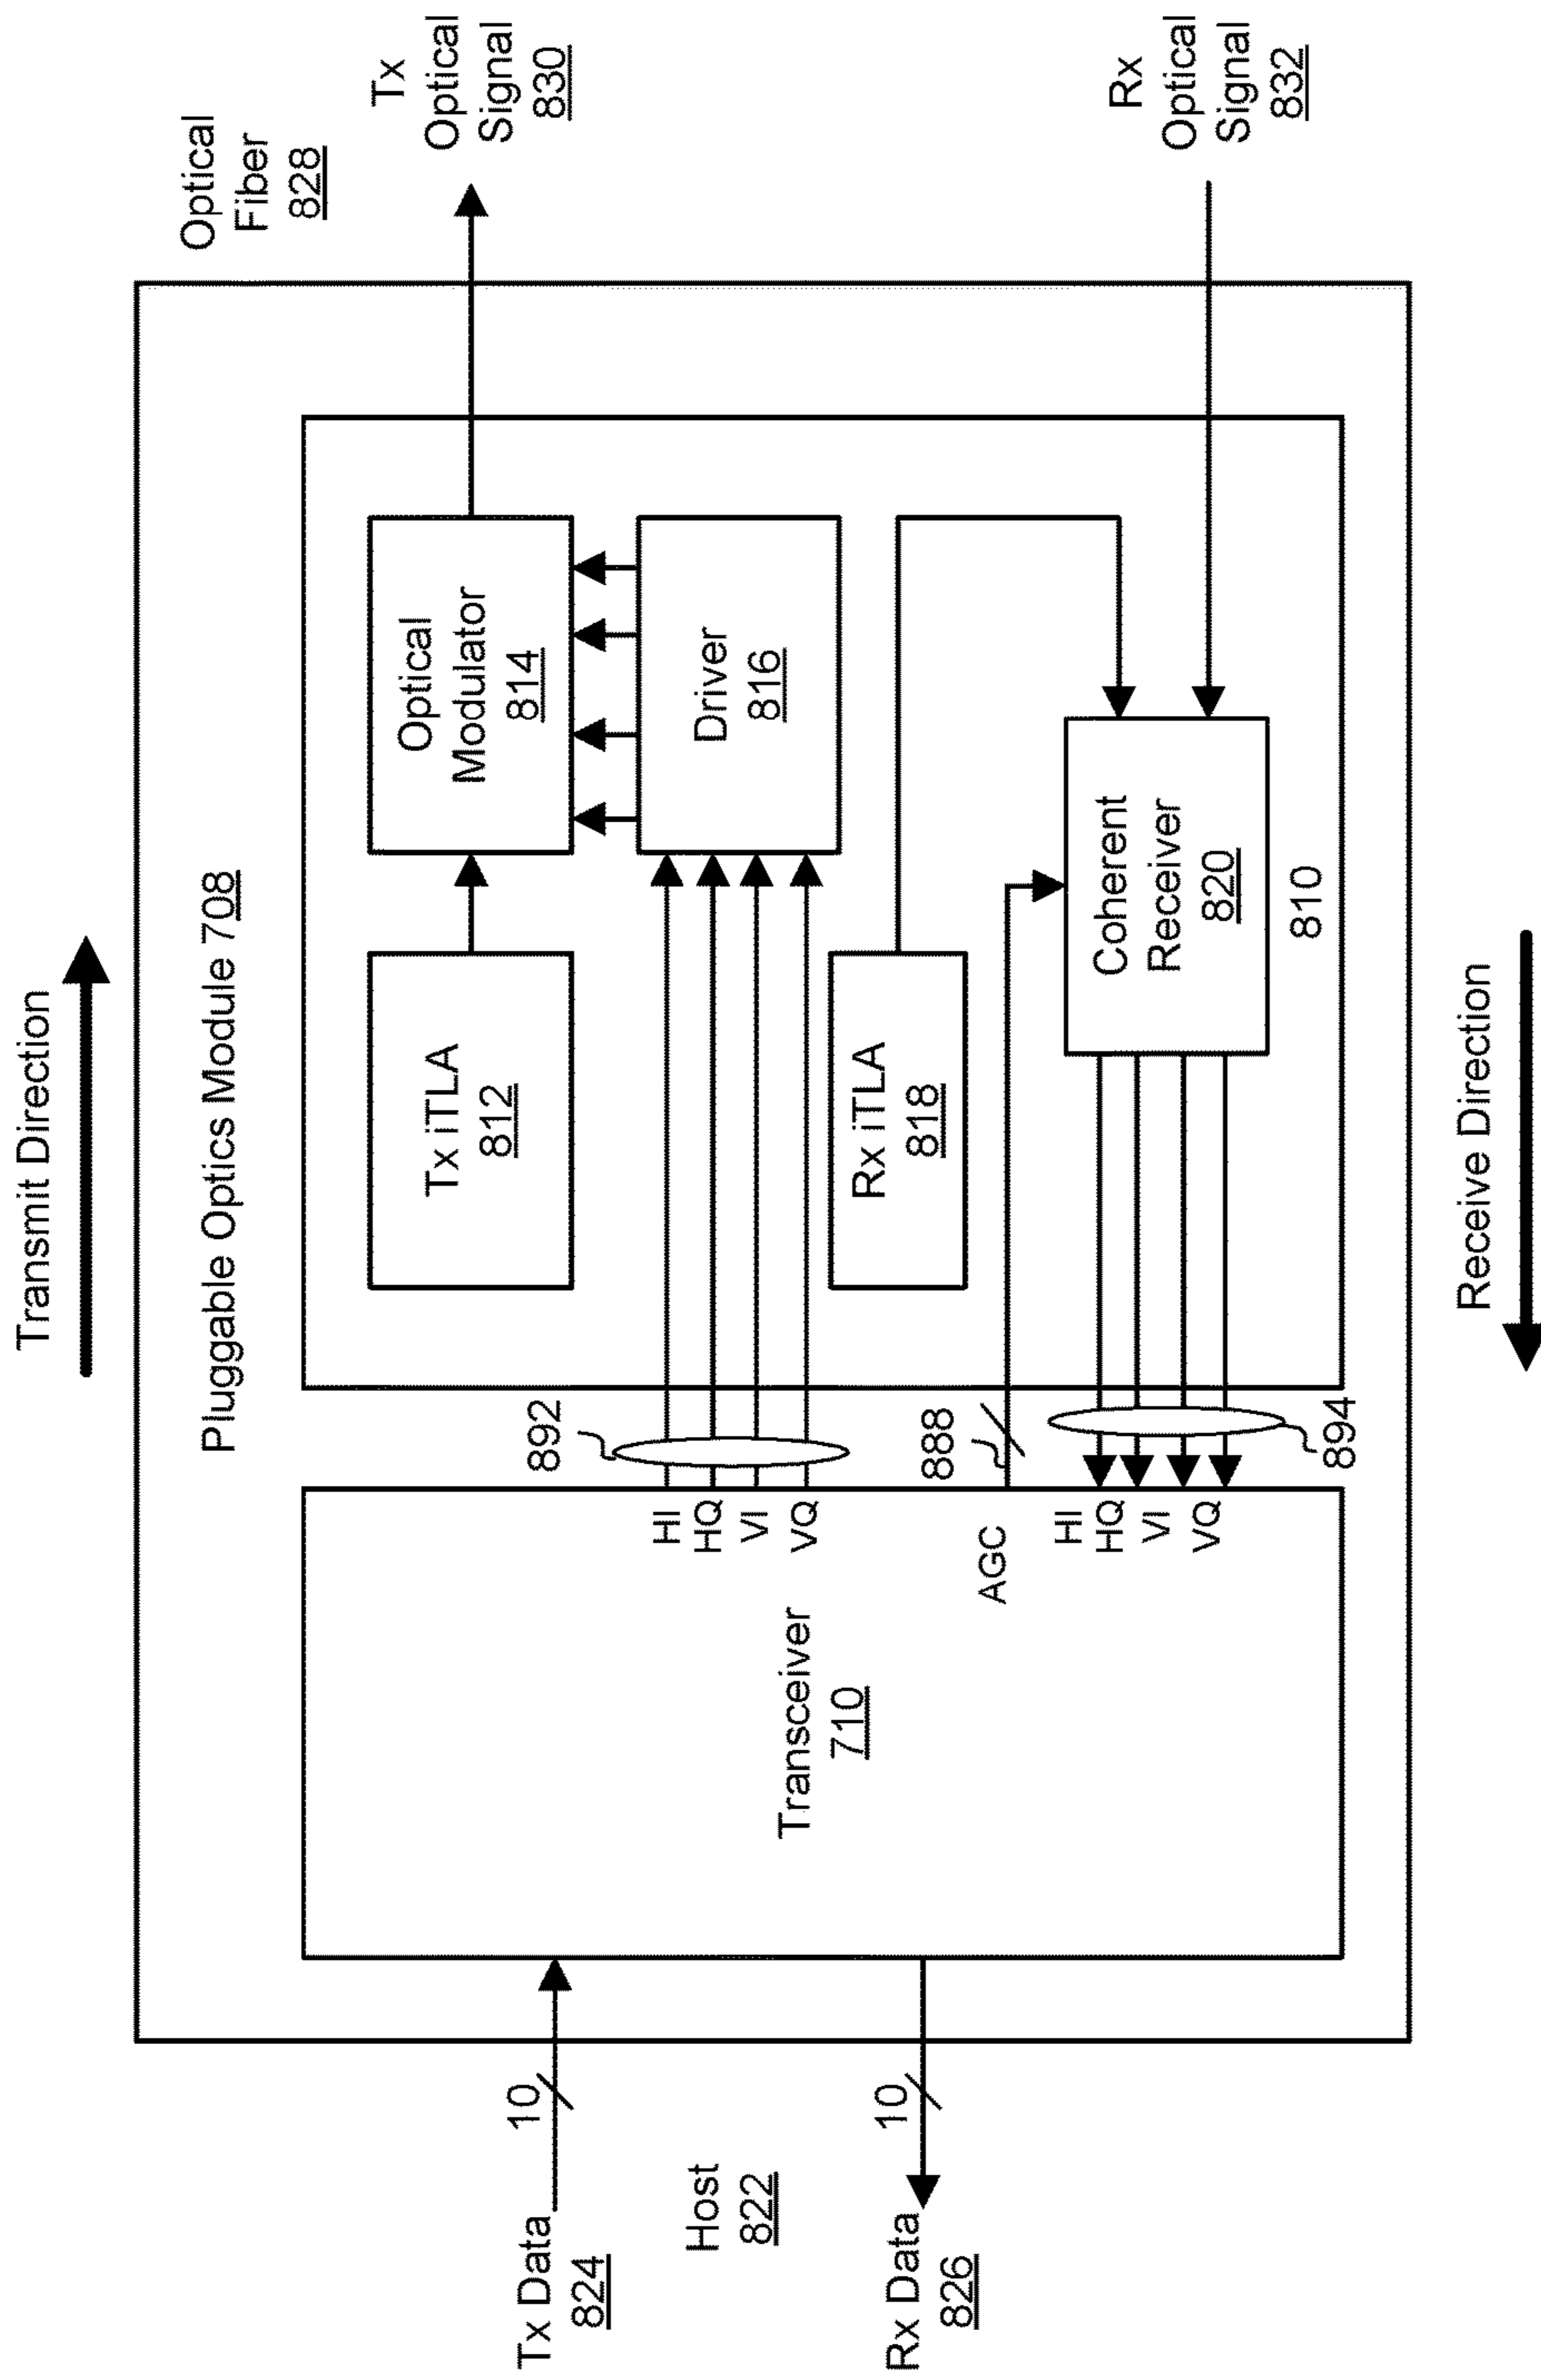 Transmit Direction
Pluggable Optics Module 708
Optical
Fiber
828
Tx
Optical
Signal
830
Tx iTLA
812
Optical
Modulator
814
Driver
816
892
HI
HQ
VI
VQ
Tx Data
824
10
Host
822
Transceiver
710
Rx iTLA
818
888
AGC
HI
HQ
VI
VQ
894
Coherent
Receiver
820
810
Rx Data
826
10
Rx
Optical
Signal
832
Receive Direction